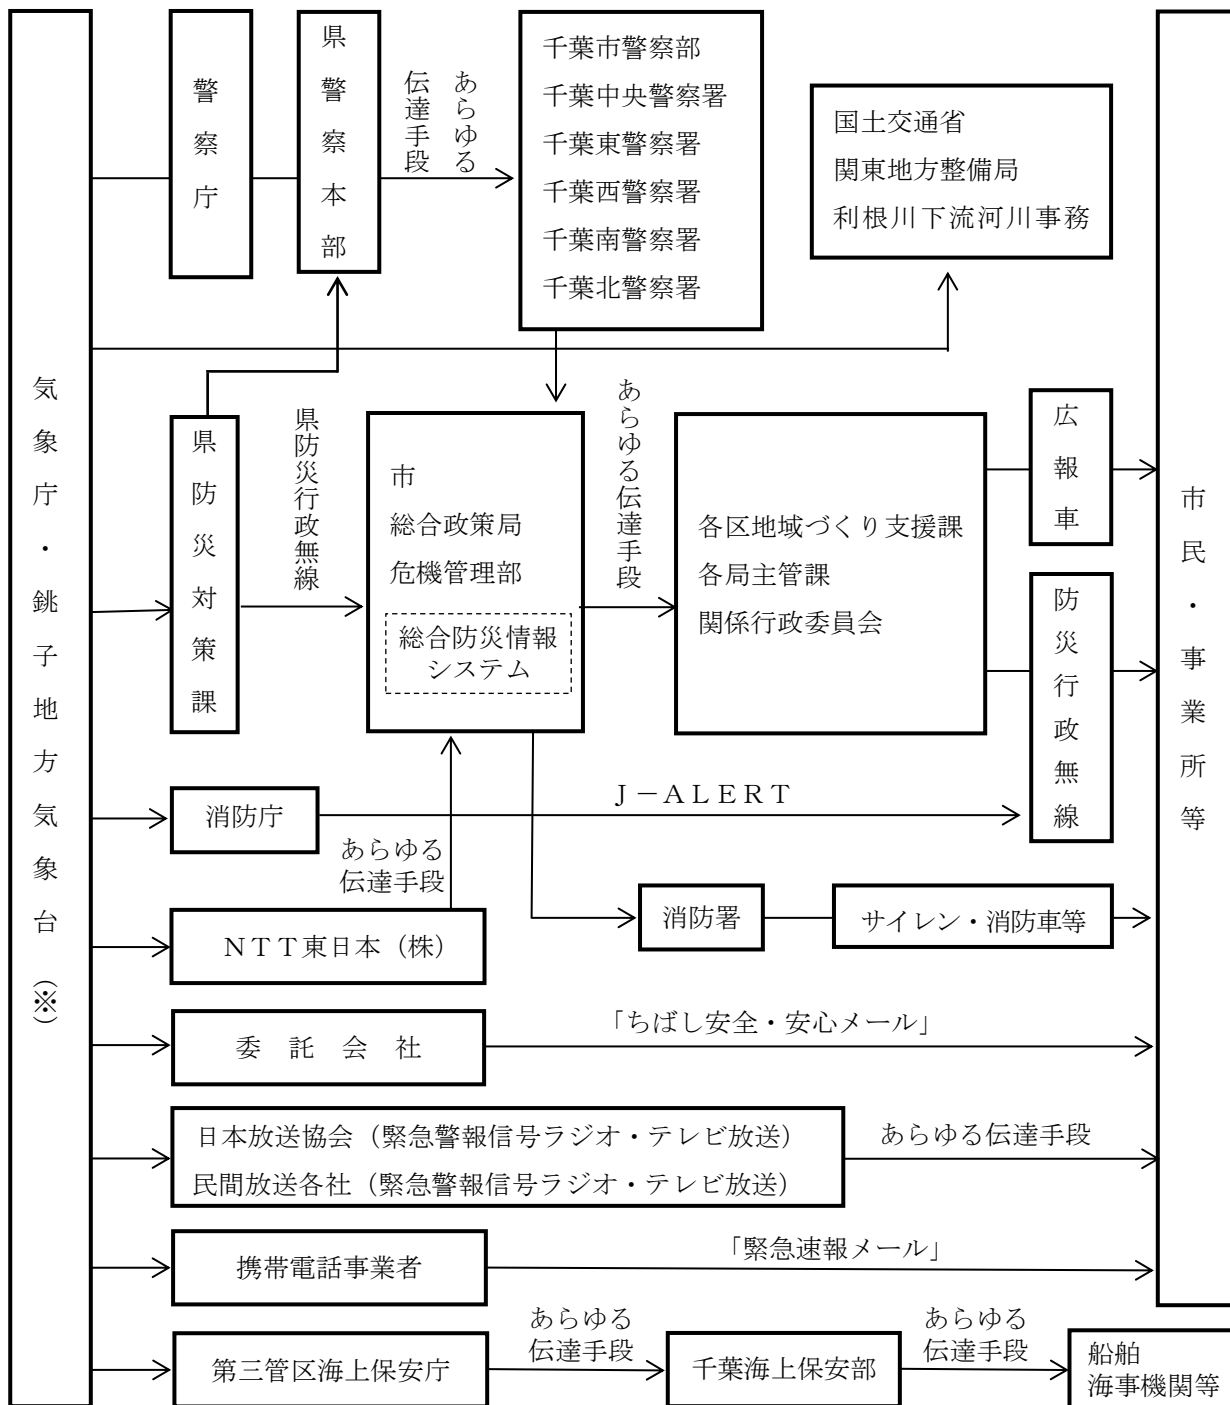 気象庁・銚子地方気象台（※）
警察庁
県警察本部
あらゆる
伝達手段
千葉市警察部
千葉中央警察署
千葉東警察署
千葉西警察署
千葉南警察署
千葉北警察署
国土交通省
関東地方整備局
利根川下流河川事務
県防災対策課
県防災行政無線
市
総合政策局
危機管理部
総合防災情報
システム
あらゆる伝達手段
各区地域づくり支援課
各局主管課
関係行政委員会
広報車
防災行政無線
市民・事業所等
消防庁
Ｊ－ＡＬＥＲＴ
あらゆる
伝達手段
ＮＴＴ東日本（株）
消防署
サイレン・消防車等
委託会社
「ちばし安全・安心メール」
日本放送協会（緊急警報信号ラジオ・テレビ放送）
民間放送各社（緊急警報信号ラジオ・テレビ放送）
あらゆる伝達手段
携帯電話事業者
「緊急速報メール」
第三管区海上保安庁
あらゆる
伝達手段
千葉海上保安部
あらゆる
伝達手段
船舶
海事機関等